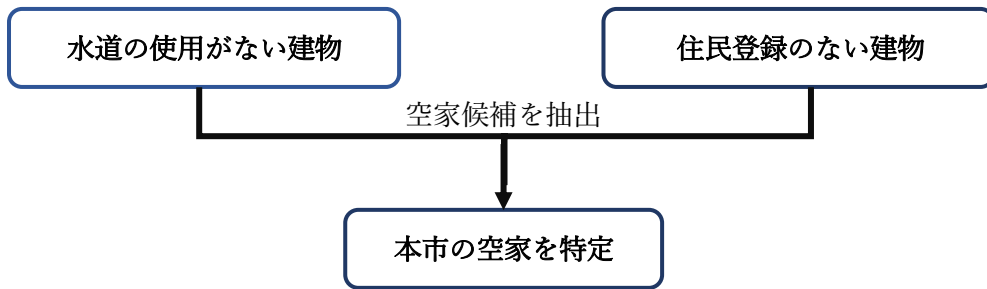 水道の使用がない建物
住民登録のない建物
空家候補を抽出
本市の空家を特定